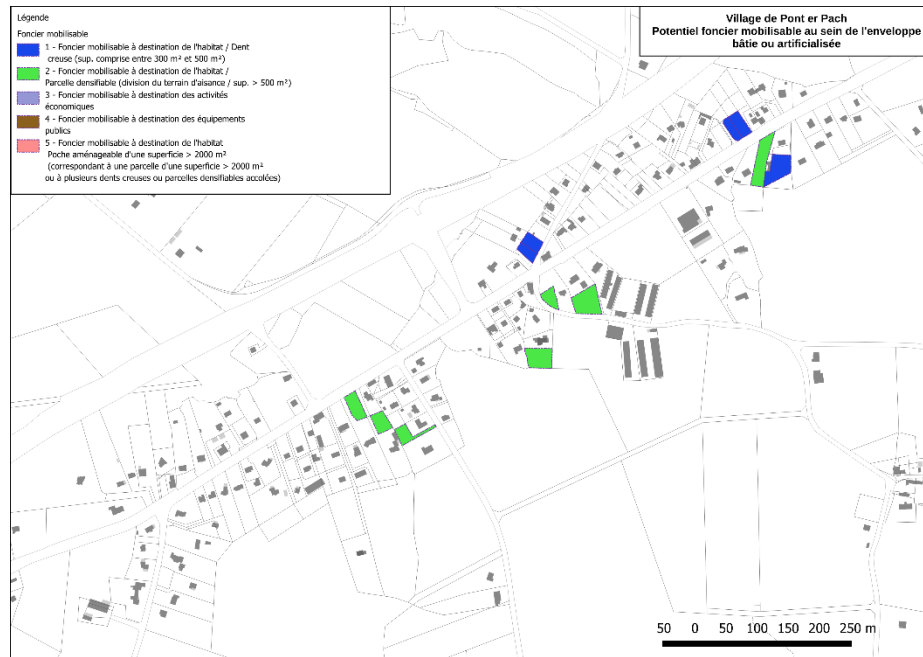 Légende
Foncier mobilisable
1 - Foncier mobilisable à destination de l'habitat / Dent
creuse (sup. comprise entre 300 m² et 500 m²)
2 - Foncier mobilisable à destination de l'habitat /
Parcelle densifiable (division du terrain d'aisance / sup. > 500 m²)
3 - Foncier mobilisable à destination des activités
économiques
4 - Foncier mobilisable à destination des équipements
publics
5 - Foncier mobilisable à destination de l'habitat
Poche aménageable d'une superficie > 2000 m²
(correspondant à une parcelle d'une superficie > 2000 m²
ou à plusieurs dents creuses ou parcelles densifiables accolées)
Village de Pont er Pach
Potentiel foncier mobilisable au sein de l'enveloppe
bâtie ou artificialisée
50 0 50 100 150 200 250 m